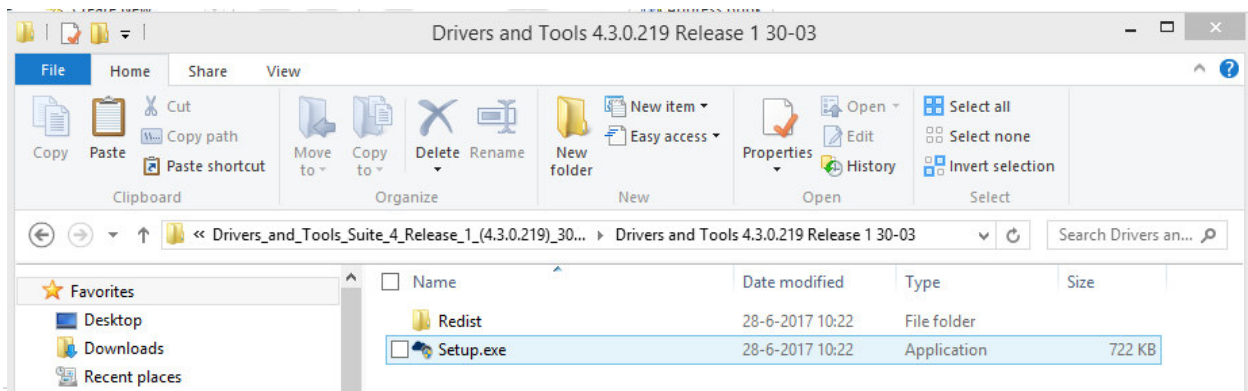 Drivers and Tools 4.3.0.219 Release 1 30-03
File Home Share View
Copy
Paste
Cut
Copy path
Paste shortcut
Clipboard
Move to
Copy to
Delete
Rename
Organize
New folder
New item
Easy access
New
Properties
Open
Edit
History
Open
Select all
Select none
Invert selection
Select
« Drivers_and_Tools_Suite_4_Release_1_(4.3.0.219)_30... Drivers and Tools 4.3.0.219 Release 1 30-03 Search Drivers an...
Favorites
Desktop
Downloads
Recent places
Name Date modified Type Size
Redist 28-6-2017 10:22 File folder
Setup.exe 28-6-2017 10:22 Application 722 KB